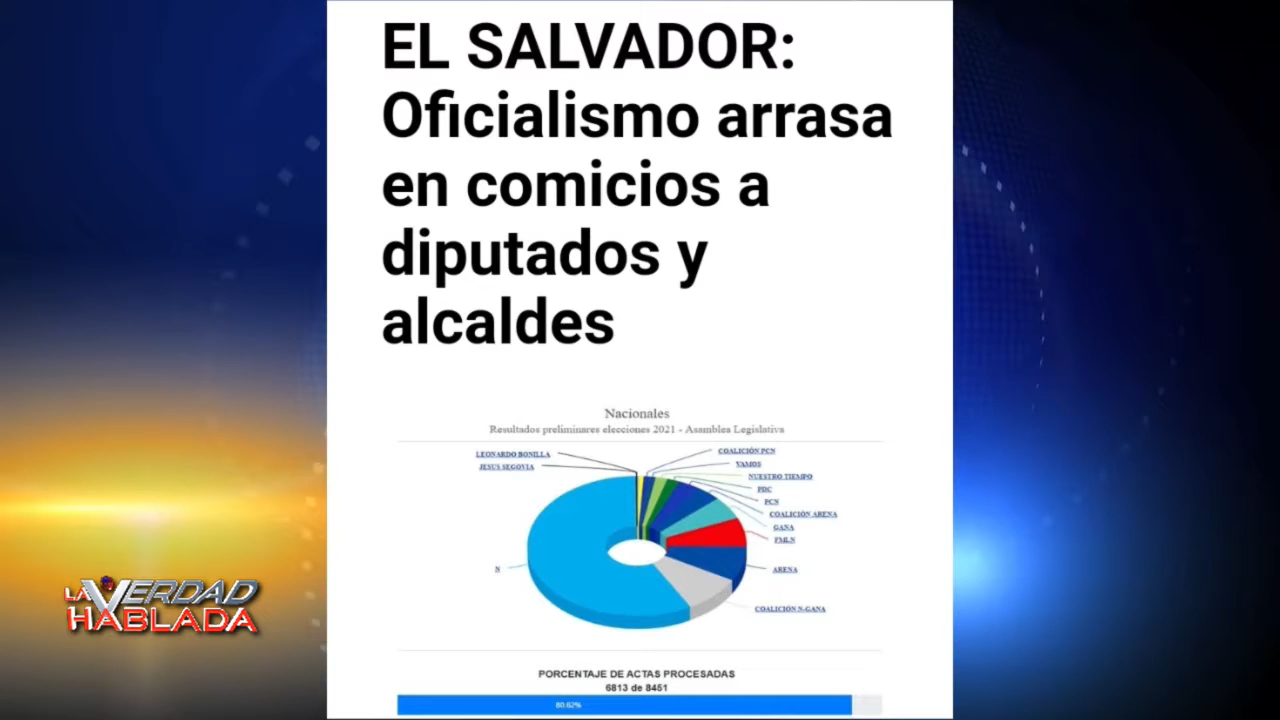 EL SALVADOR:
Oficialismo arrasa
en comicios a
diputados y
alcaldes
Nacionales
Resultados preliminares elecciones 2021 - Asamblea Legislativa
LEONARDO BONILLA
JESUS SEGOVIA
COALICIÓN PCN
VAMOS
NUESTRO TIEMPO
PDC
PCN
COALICIÓN ARENA
GANA
FMLN
N
ARENA
COALICIÓN N-GANA
PORCENTAJE DE ACTAS PROCESADAS
6813 de 8451
80.62%
LA VERDAD
HABLADA